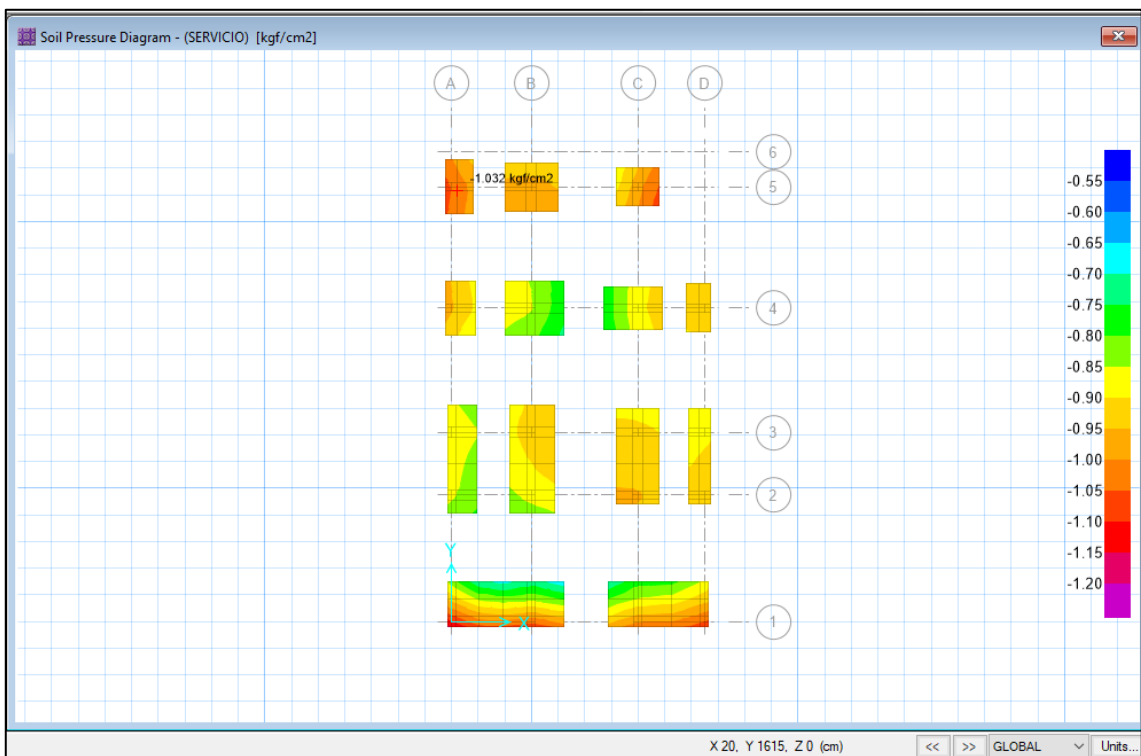 Soil Pressure Diagram - (SERVICIO) [kgf/cm2]
A
B
C
D
6
5
4
3
2
1
-1.032 kgf/cm2
Y
X
-0.55
-0.60
-0.65
-0.70
-0.75
-0.80
-0.85
-0.90
-0.95
-1.00
-1.05
-1.10
-1.15
-1.20
X 20, Y 1615, Z 0 (cm)
<<
>>
GLOBAL
Units...